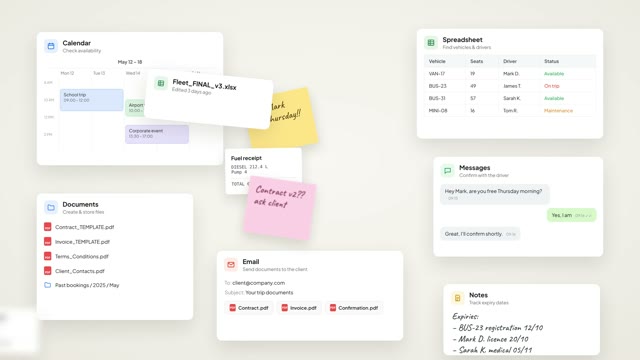 Calendar
Check availability
May 12 – 18
Mon 12 Tue 13 Wed 14
School trip
09:00 - 12:00
Airport
10:00 -
Corporate event
13:30 - 17:30
Fleet_FINAL_v3.xlsx
Edited 3 days ago
Mark
Thursday!!
Fuel receipt
DIESEL 212.4 L
Pump 4
TOTAL
Contract v2??
ask client
Documents
Create & store files
Contract_TEMPLATE.pdf
Invoice_TEMPLATE.pdf
Terms_Conditions.pdf
Client_Contacts.pdf
Past bookings / 2025 / May
Email
Send documents to the client
To: client@company.com
Subject: Your trip documents
Contract.pdf Invoice.pdf Confirmation.pdf
Spreadsheet
Find vehicles & drivers
Vehicle Seats Driver Status
VAN-17 19 Mark D. Available
BUS-23 49 James T. On trip
BUS-31 57 Sarah K. Available
MINI-08 16 Tom R. Maintenance
Messages
Confirm with the driver
Hey Mark, are you free Thursday morning?
Yes, I am
Great, I'll confirm shortly.
Notes
Track expiry dates
Expiries:
– BUS-23 registration 12/10
– Mark D. license 20/10
– Sarah K. medical 05/11